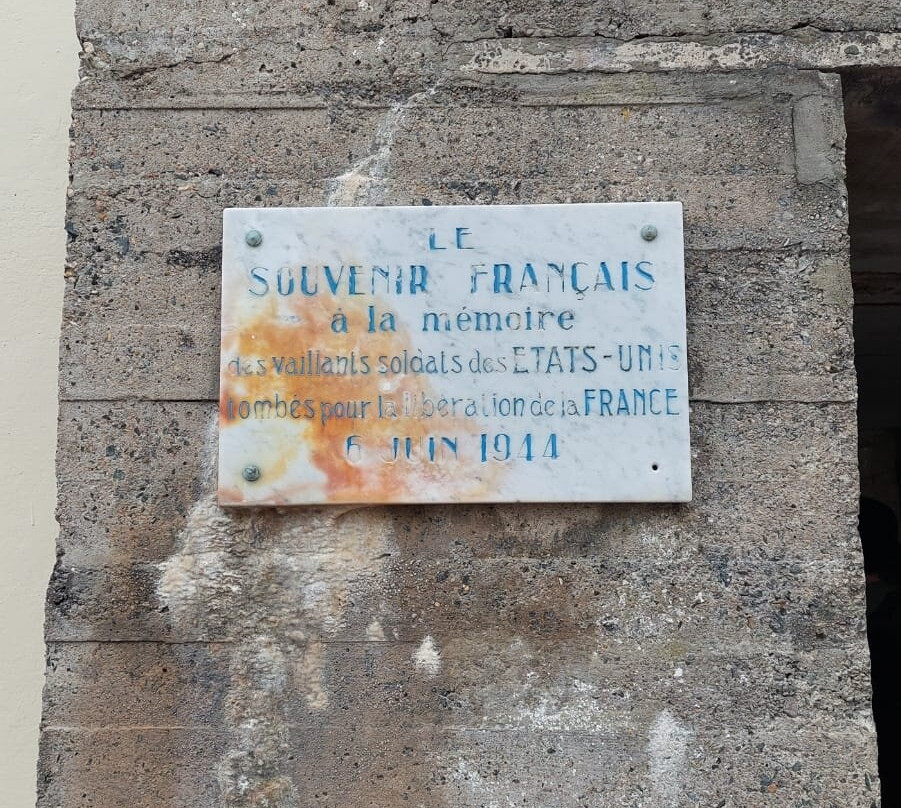 LE
SOUVENIR FRANÇAIS
à la mémoire
des vaillants soldats des ETATS-UNIS
tombés pour la libération de la FRANCE
6 JUIN 1944